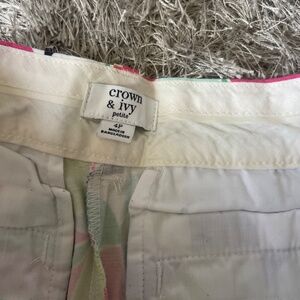 crown
& ivy
petite
4P
MADE IN
BANGLADESH